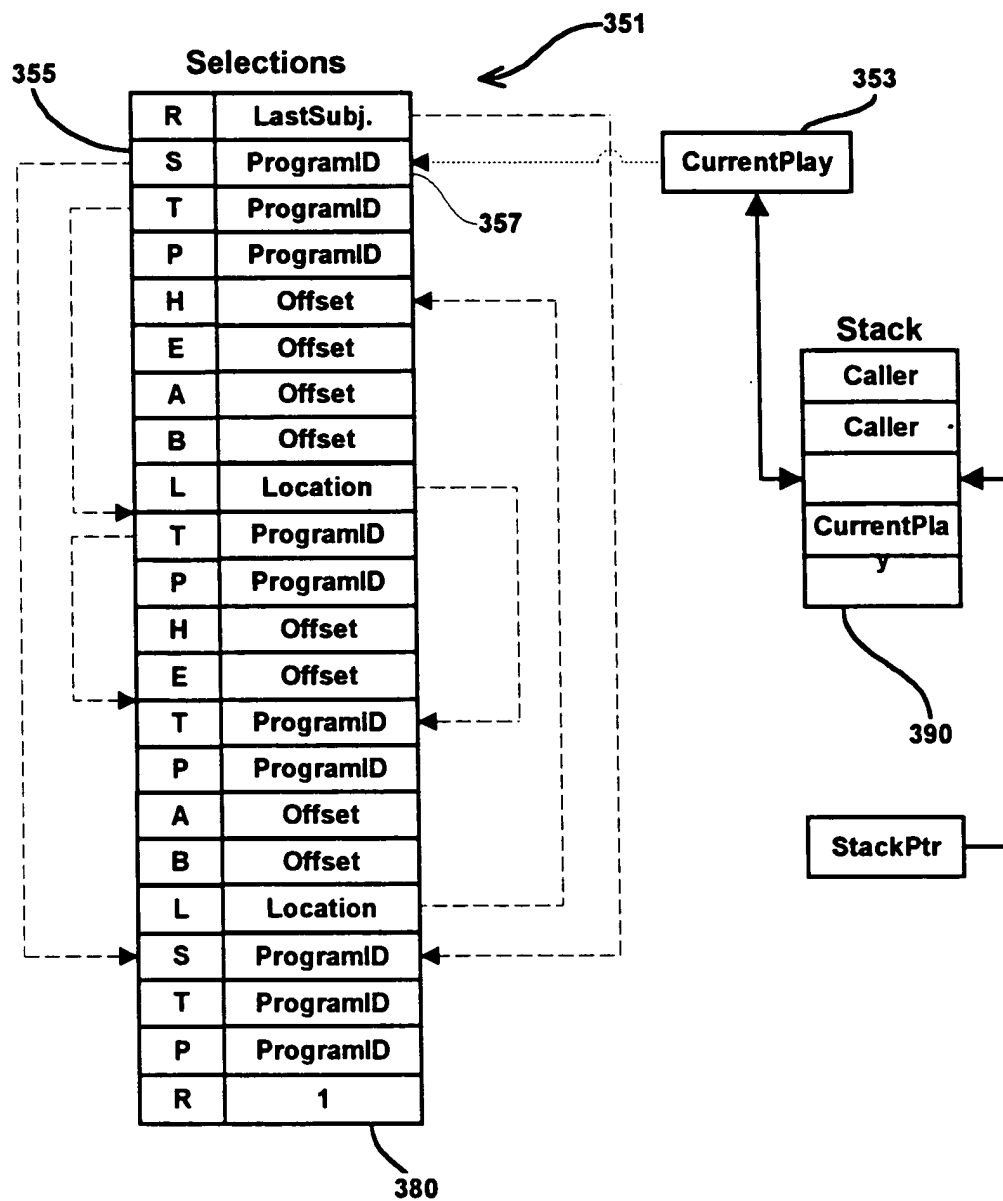 351
Selections
355
353
R LastSubj.
S ProgramID
CurrentPlay
T ProgramID
357
P ProgramID
H Offset
E Offset
Stack
A Offset
Caller
B Offset
Caller
L Location
T ProgramID
CurrentPla
y
P ProgramID
H Offset
E Offset
T ProgramID
390
P ProgramID
A Offset
B Offset
StackPtr
L Location
S ProgramID
T ProgramID
P ProgramID
R 1
380